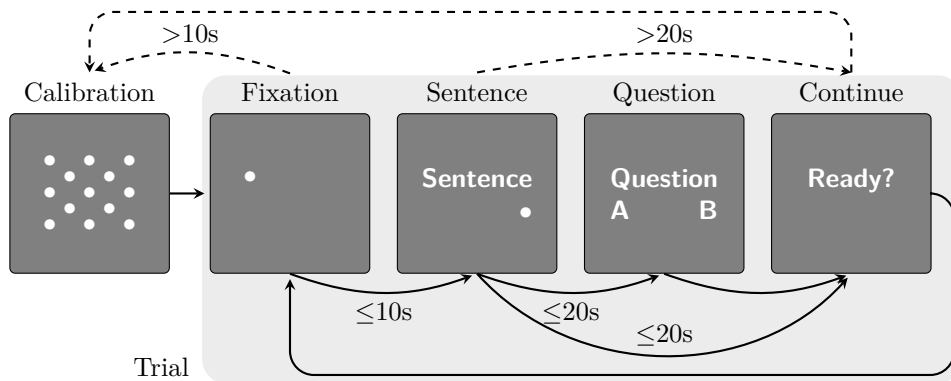 >10s >20s
Calibration Fixation Sentence Question Continue
Sentence Question Ready?
A B
≤10s ≤20s
≤20s
Trial